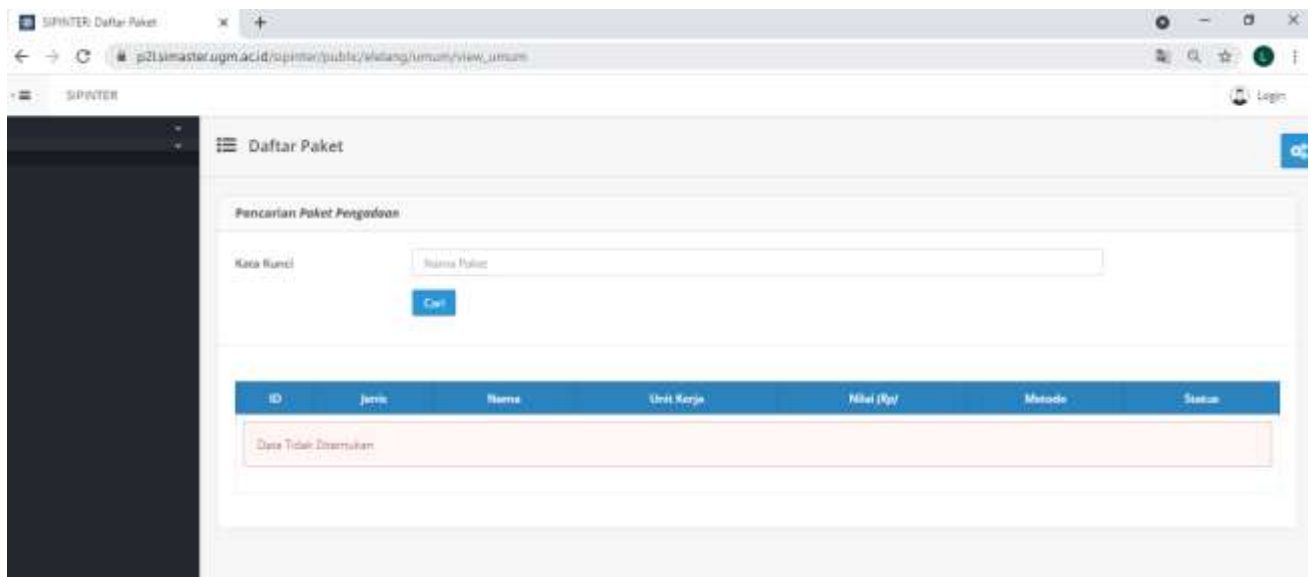 SIPINTER: Daftar Paket
p2l.simaster.ugm.ac.id/sipinter/public/elelang/umum/view_umum
SIPINTER
Login
Daftar Paket
Pencarian Paket Pengadaan
Kata Kunci
Nama Paket
Cari
ID Jenis Nama Unit Kerja Nilai (Rp) Metode Status
Data Tidak Ditemukan